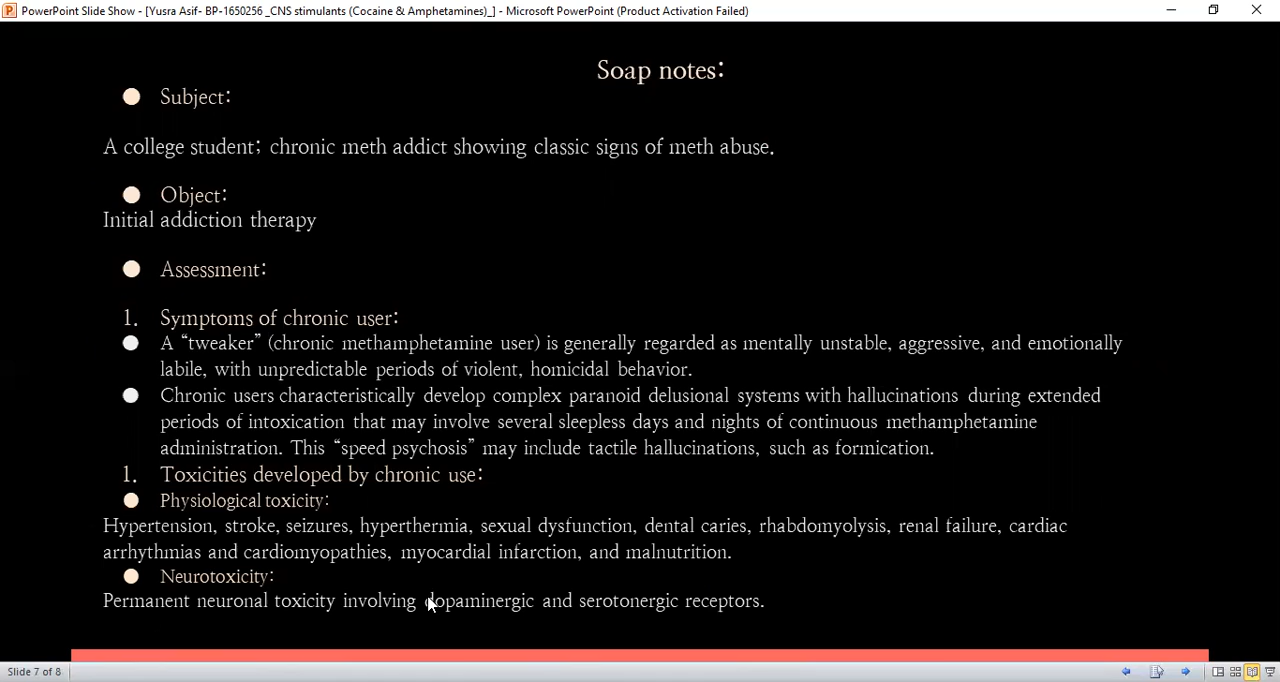 PowerPoint Slide Show - [Yusra Asif- BP-1650256 _CNS stimulants (Cocaine & Amphetamines)_] - Microsoft PowerPoint (Product Activation Failed)
Soap notes:
Subject:
A college student; chronic meth addict showing classic signs of meth abuse.
Object:
Initial addiction therapy
Assessment:
1. Symptoms of chronic user:
A “tweaker” (chronic methamphetamine user) is generally regarded as mentally unstable, aggressive, and emotionally
labile, with unpredictable periods of violent, homicidal behavior.
Chronic users characteristically develop complex paranoid delusional systems with hallucinations during extended
periods of intoxication that may involve several sleepless days and nights of continuous methamphetamine
administration. This “speed psychosis” may include tactile hallucinations, such as formication.
1. Toxicities developed by chronic use:
Physiological toxicity:
Hypertension, stroke, seizures, hyperthermia, sexual dysfunction, dental caries, rhabdomyolysis, renal failure, cardiac
arrhythmias and cardiomyopathies, myocardial infarction, and malnutrition.
Neurotoxicity:
Permanent neuronal toxicity involving dopaminergic and serotonergic receptors.
Slide 7 of 8